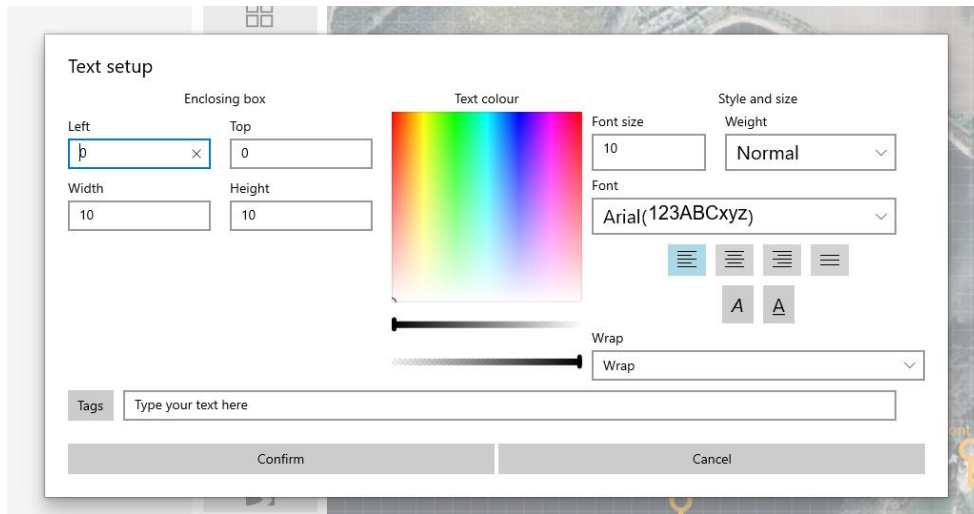 Text setup
Enclosing box
Text colour
Style and size
Left
Top
Font size
Weight
0
0
10
Normal
Width
Height
Font
10
10
Arial(123ABCxyz)
A
A
Wrap
Wrap
Tags
Type your text here
Confirm
Cancel